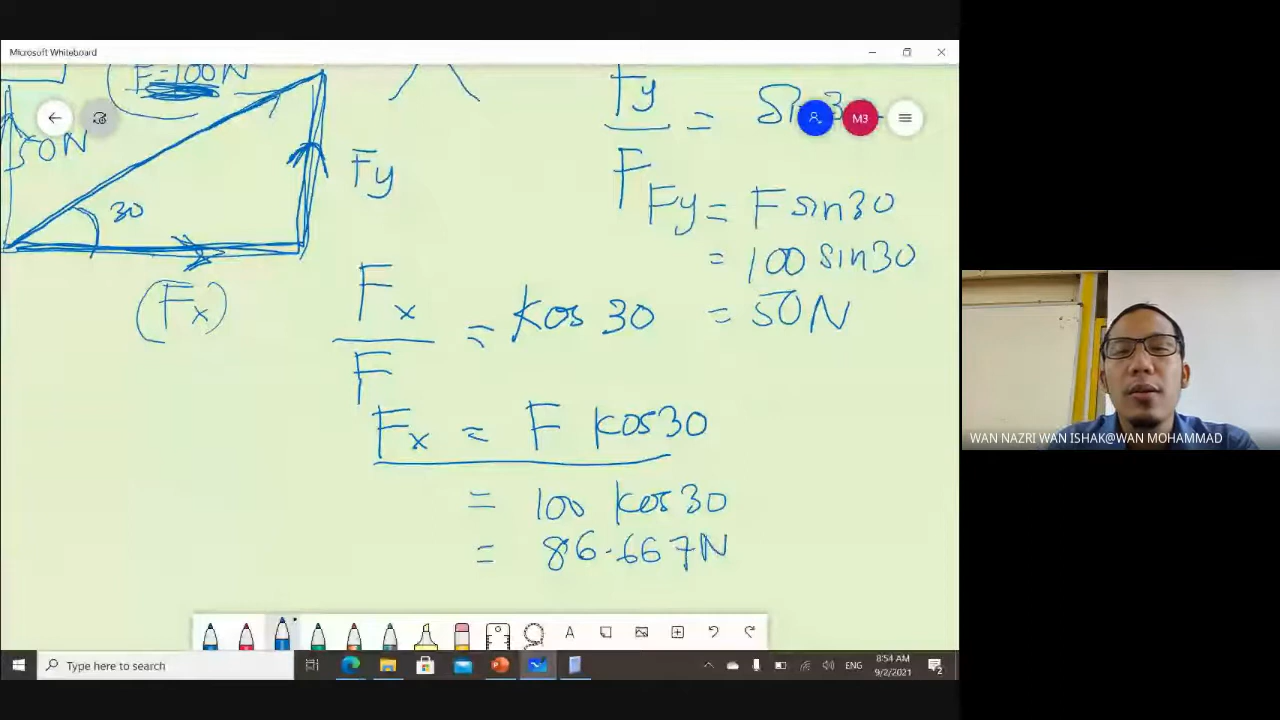 Microsoft Whiteboard
F=100N
50N
30
Fy
(Fx)
Fy
F
=
M3
Fy = F sin30
= 100 sin30
= 50N
Fx
F
= kos 30
Fx = F kos30
= 100 kos30
= 86.667N
WAN NAZRI WAN ISHAK@WAN MOHAMMAD
A
Type here to search
ENG
8:54 AM
9/2/2021
2